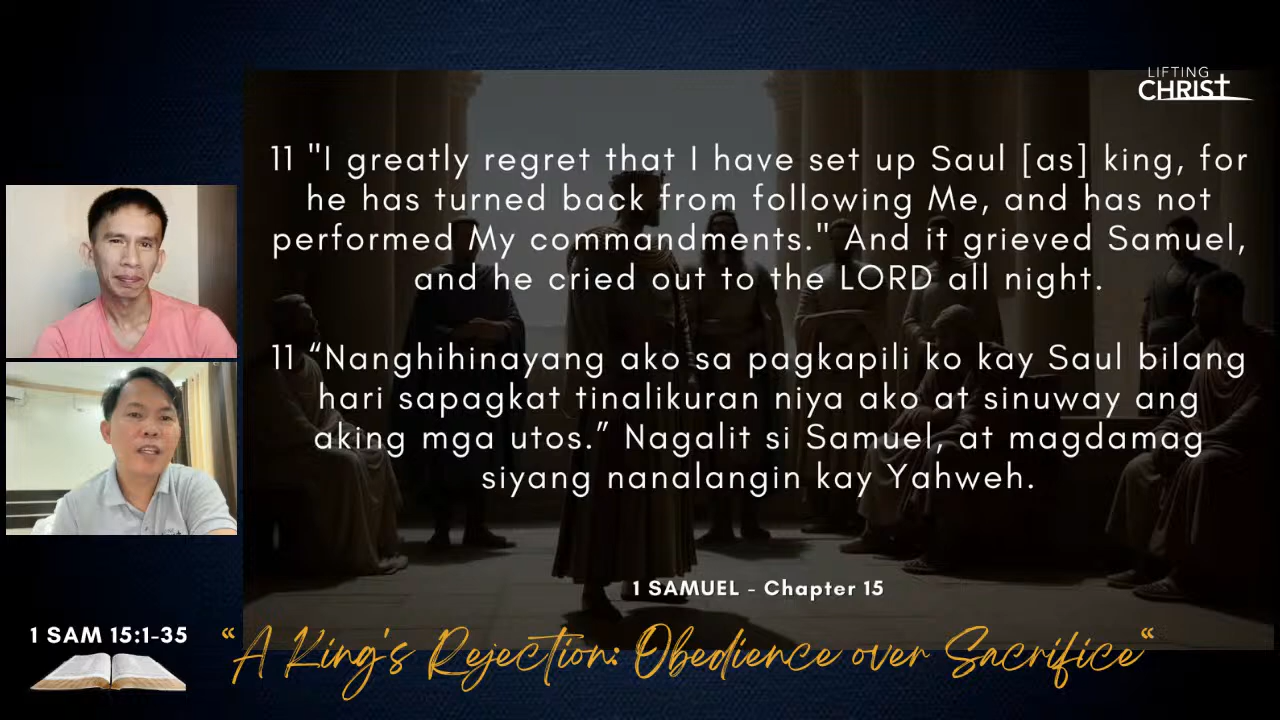 LIFTING
CHRIST
11 "I greatly regret that I have set up Saul [as] king, for
he has turned back from following Me, and has not
performed My commandments." And it grieved Samuel,
and he cried out to the LORD all night.
11 “Nanghihinayang ako sa pagkapili ko kay Saul bilang
hari sapagkat tinalikuran niya ako at sinuway ang
aking mga utos.” Nagalit si Samuel, at magdamag
siyang nanalangin kay Yahweh.
1 SAMUEL - Chapter 15
1 SAM 15:1-35
“A King's Rejection: Obedience over Sacrifice“